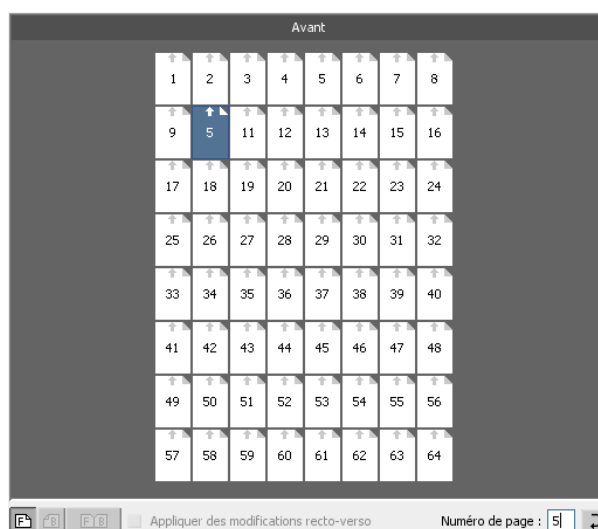 Avant
1 2 3 4 5 6 7 8
9 5 11 12 13 14 15 16
17 18 19 20 21 22 23 24
25 26 27 28 29 30 31 32
33 34 35 36 37 38 39 40
41 42 43 44 45 46 47 48
49 50 51 52 53 54 55 56
57 58 59 60 61 62 63 64
F B F B Appliquer des modifications recto-verso Numéro de page : 5